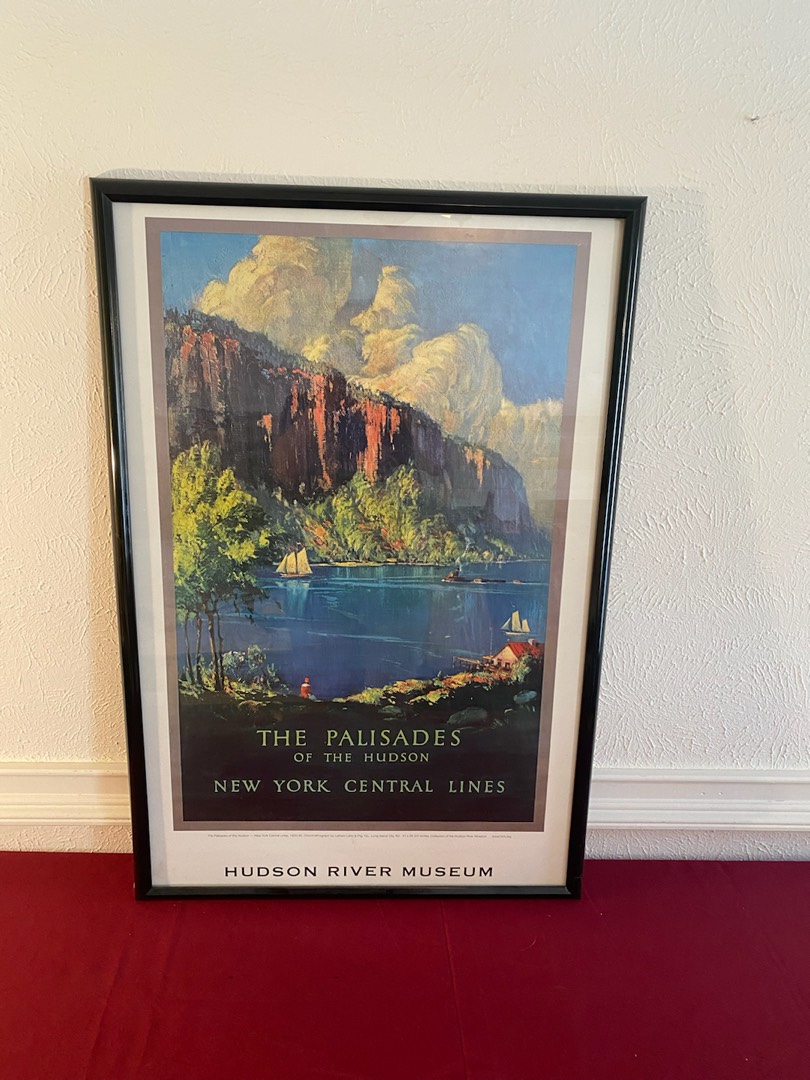 THE PALISADES
OF THE HUDSON
NEW YORK CENTRAL LINES
HUDSON RIVER MUSEUM